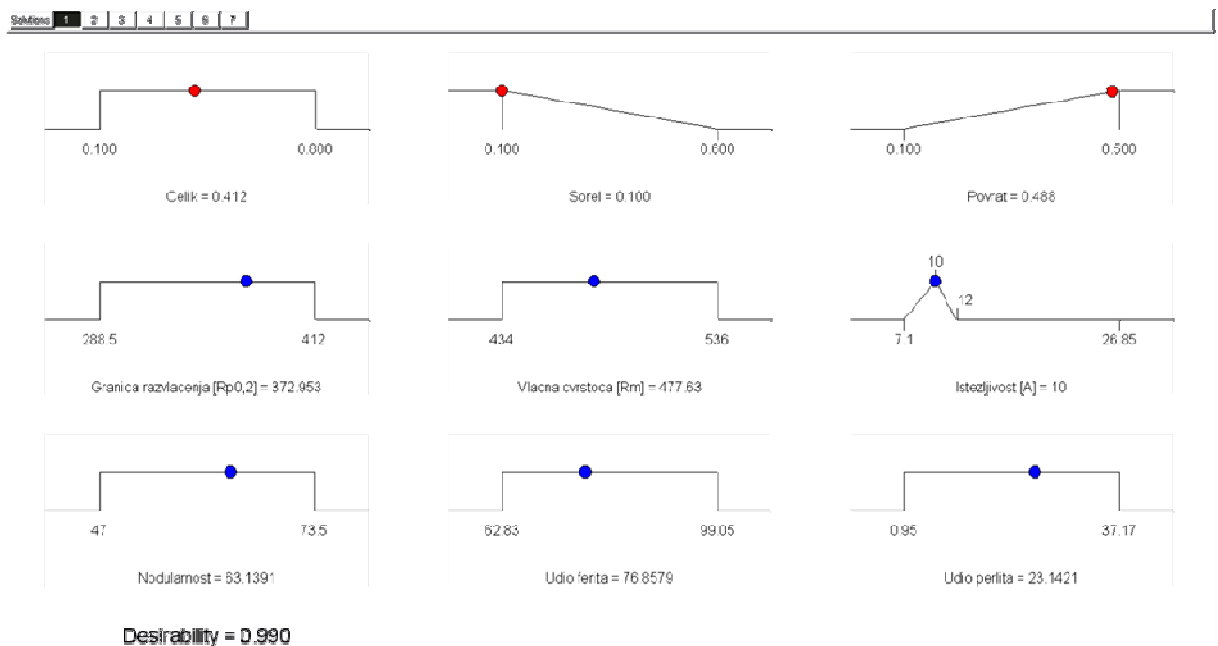 Solutions 1 2 3 4 5 6 7
0.100 0.800
Celik = 0.412
0.100 0.600
Sorel = 0.100
0.100 0.500
Povrat = 0.488
288.5 412
Granica razvlacenja [Rp0,2] = 372.953
434 536
Vlacna cvrstoca [Rm] = 477.63
10
12
7.1 26.85
Istezljivost [A] = 10
47 73.5
Nodularnost = 63.1391
62.83 99.05
Udio ferita = 76.8579
0.95 37.17
Udio perlita = 23.1421
Desirability = 0.990